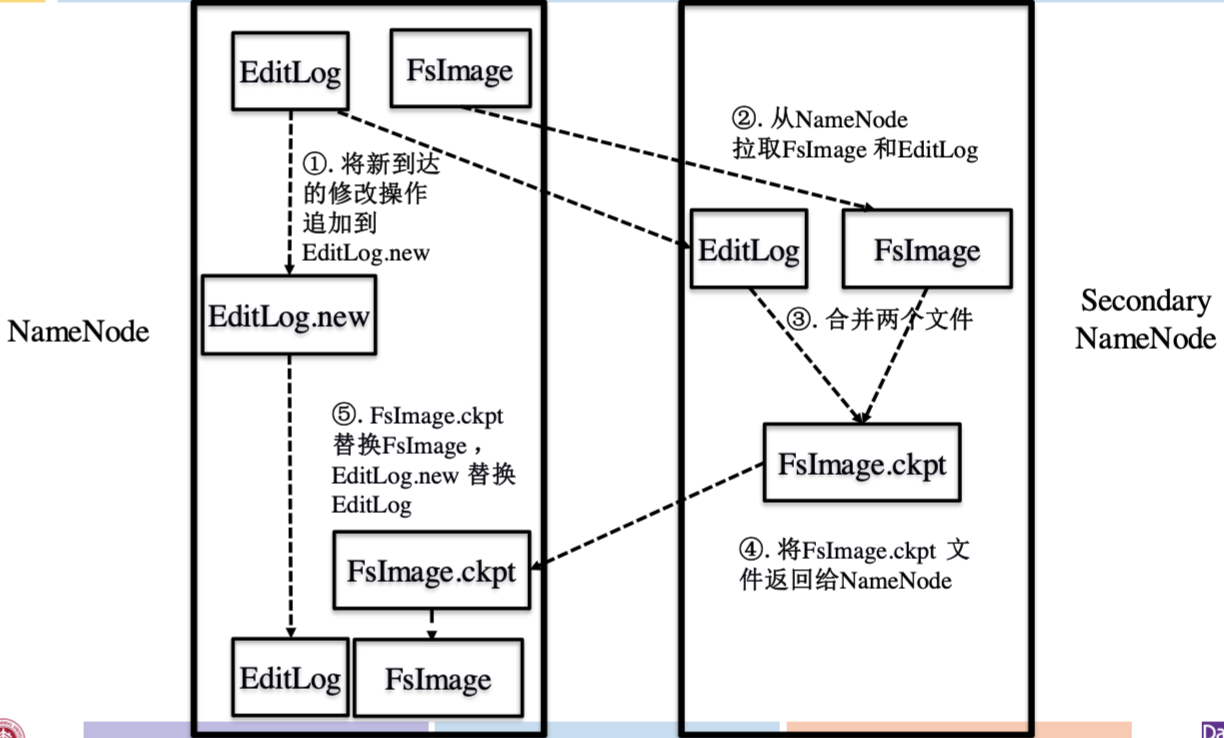 EditLog
FsImage
①. 将新到达
的修改操作
追加到
EditLog.new
②. 从NameNode
拉取FsImage 和EditLog
EditLog
FsImage
EditLog.new
③. 合并两个文件
NameNode
Secondary
NameNode
⑤. FsImage.ckpt
替换FsImage，
EditLog.new 替换
EditLog
FsImage.ckpt
④. 将FsImage.ckpt 文
件返回给NameNode
FsImage.ckpt
EditLog
FsImage
Da